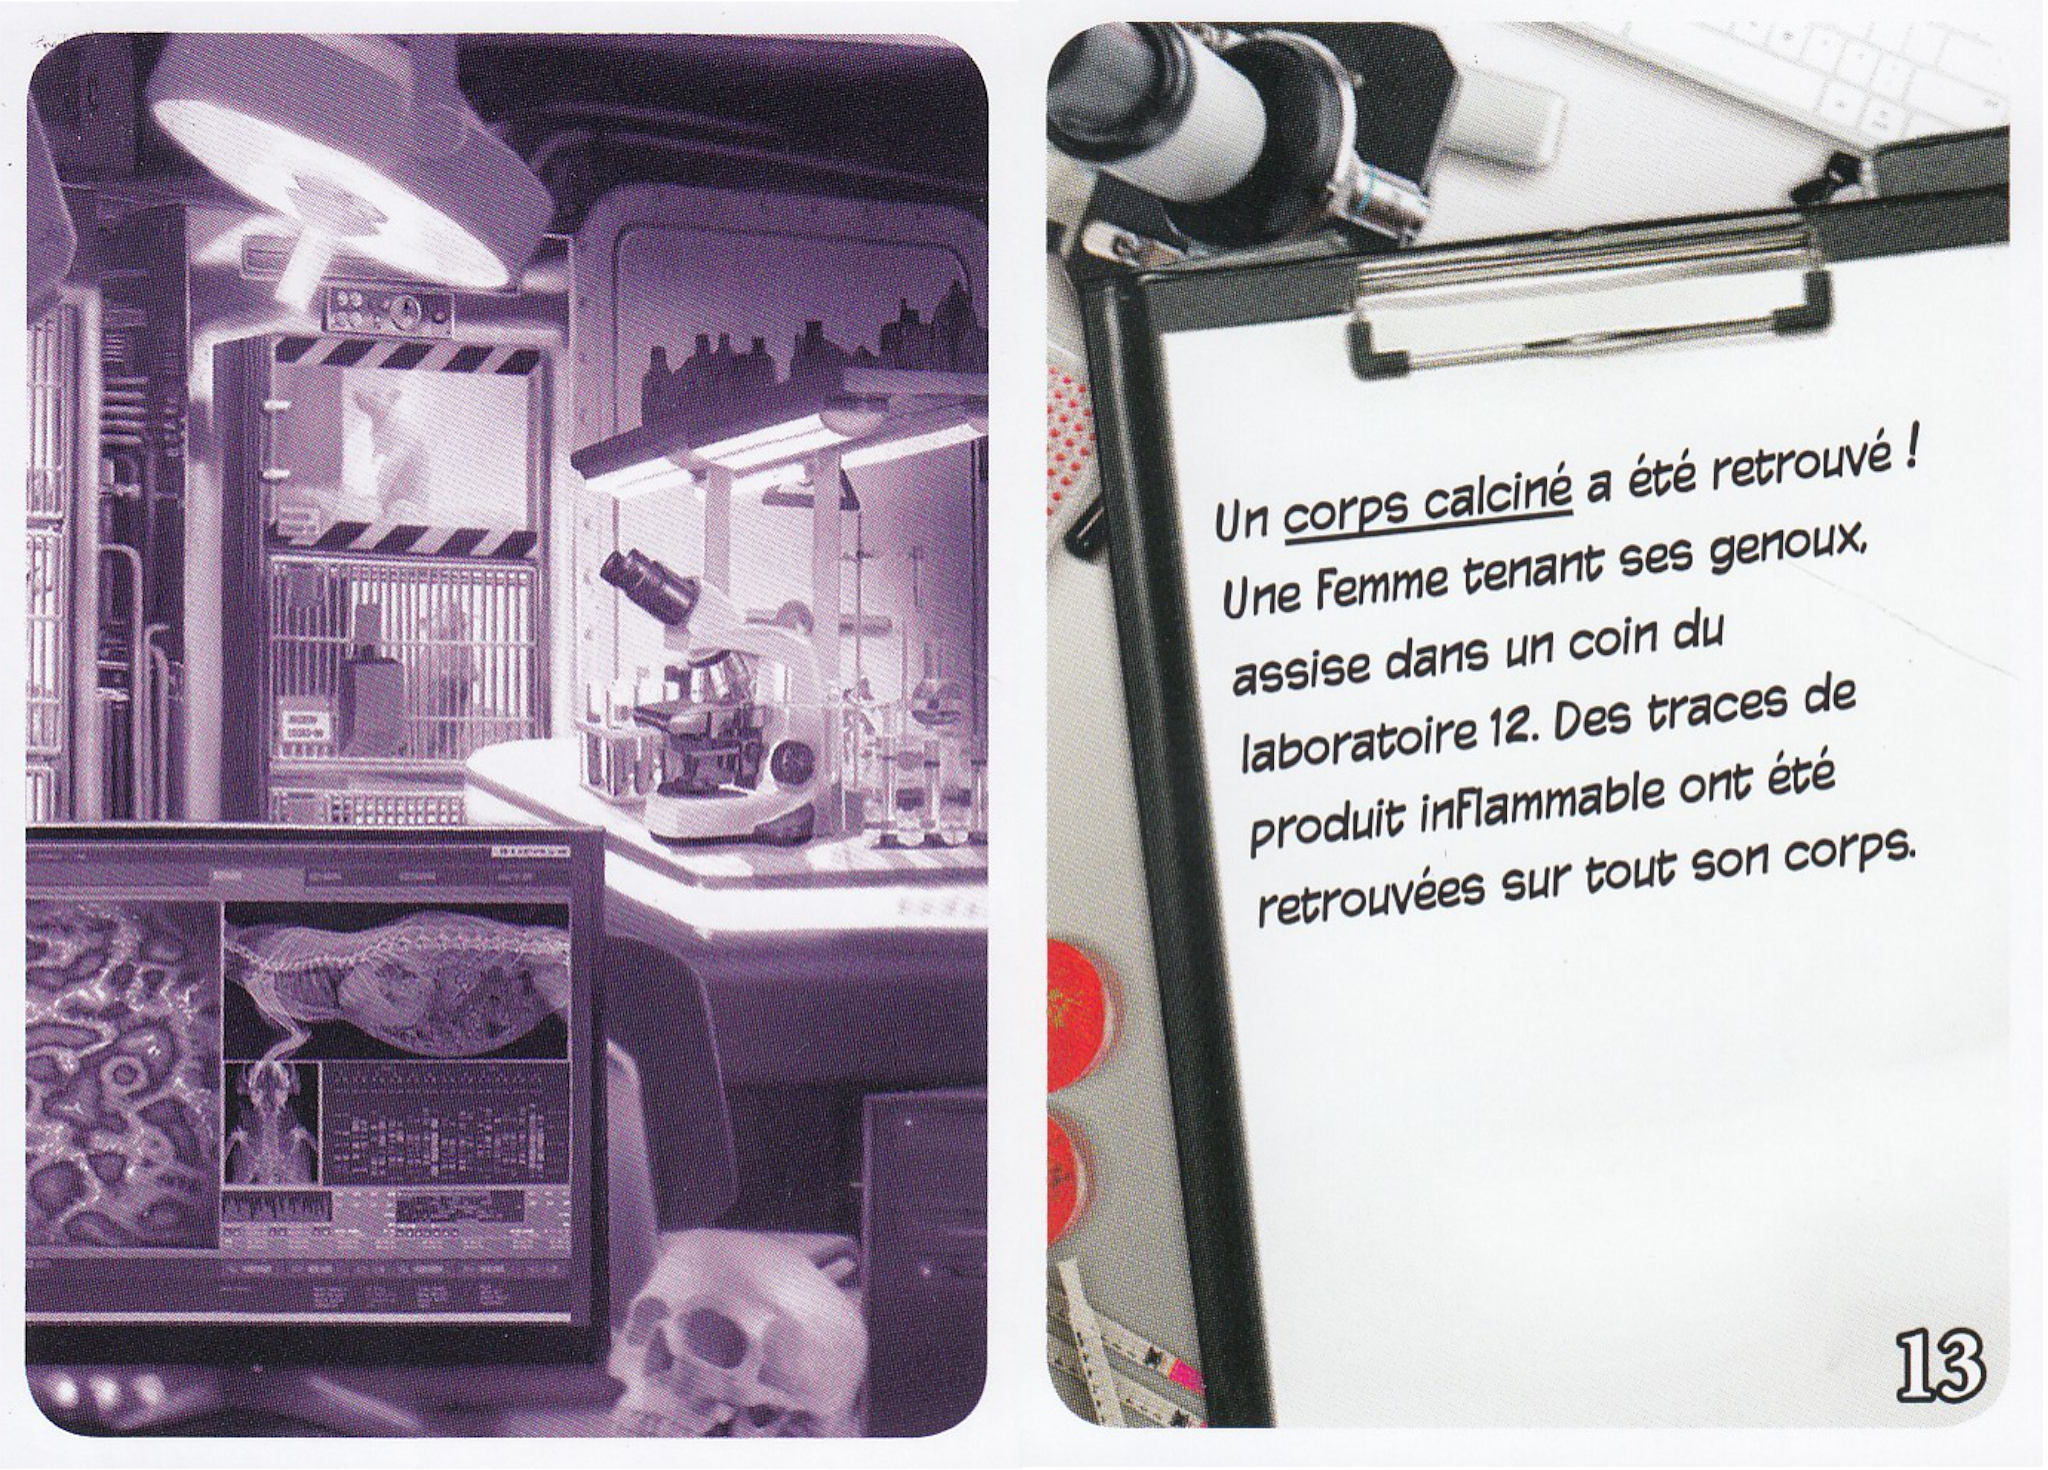 Un corps calciné a été retrouvé !
Une Femme tenant ses genoux,
assise dans un coin du
laboratoire 12. Des traces de
produit inflammable ont été
retrouvées sur tout son corps.
13